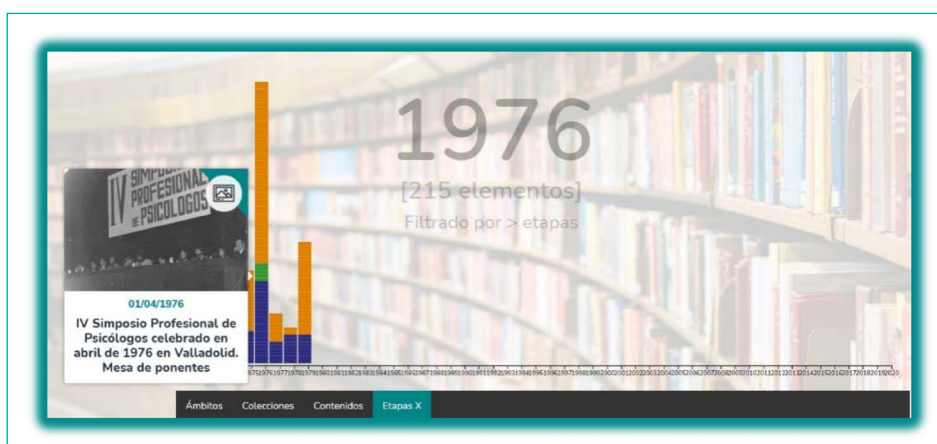 1976
[215 elementos]
Filtrado por > etapas
IV SIMPOSIO
PROFESIONAL
DE PSICOLOGOS
01/04/1976
IV Simposio Profesional de
Psicólogos celebrado en
abril de 1976 en Valladolid.
Mesa de ponentes
Ámbitos Colecciones Contenidos Etapas X